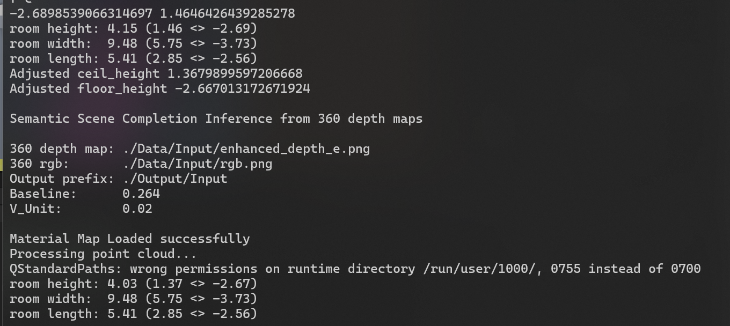 -2.6898539066314697 1.4646426439285278
room height: 4.15 (1.46 <> -2.69)
room width:  9.48 (5.75 <> -3.73)
room length: 5.41 (2.85 <> -2.56)
Adjusted ceil_height 1.3679899597206668
Adjusted floor_height -2.667013172671924
Semantic Scene Completion Inference from 360 depth maps
360 depth map: ./Data/Input/enhanced_depth_e.png
360 rgb:       ./Data/Input/rgb.png
Output prefix: ./Output/Input
Baseline:      0.264
V_Unit:        0.02
Material Map Loaded successfully
Processing point cloud...
QStandardPaths: wrong permissions on runtime directory /run/user/1000/, 0755 instead of 0700
room height: 4.03 (1.37 <> -2.67)
room width:  9.48 (5.75 <> -3.73)
room length: 5.41 (2.85 <> -2.56)